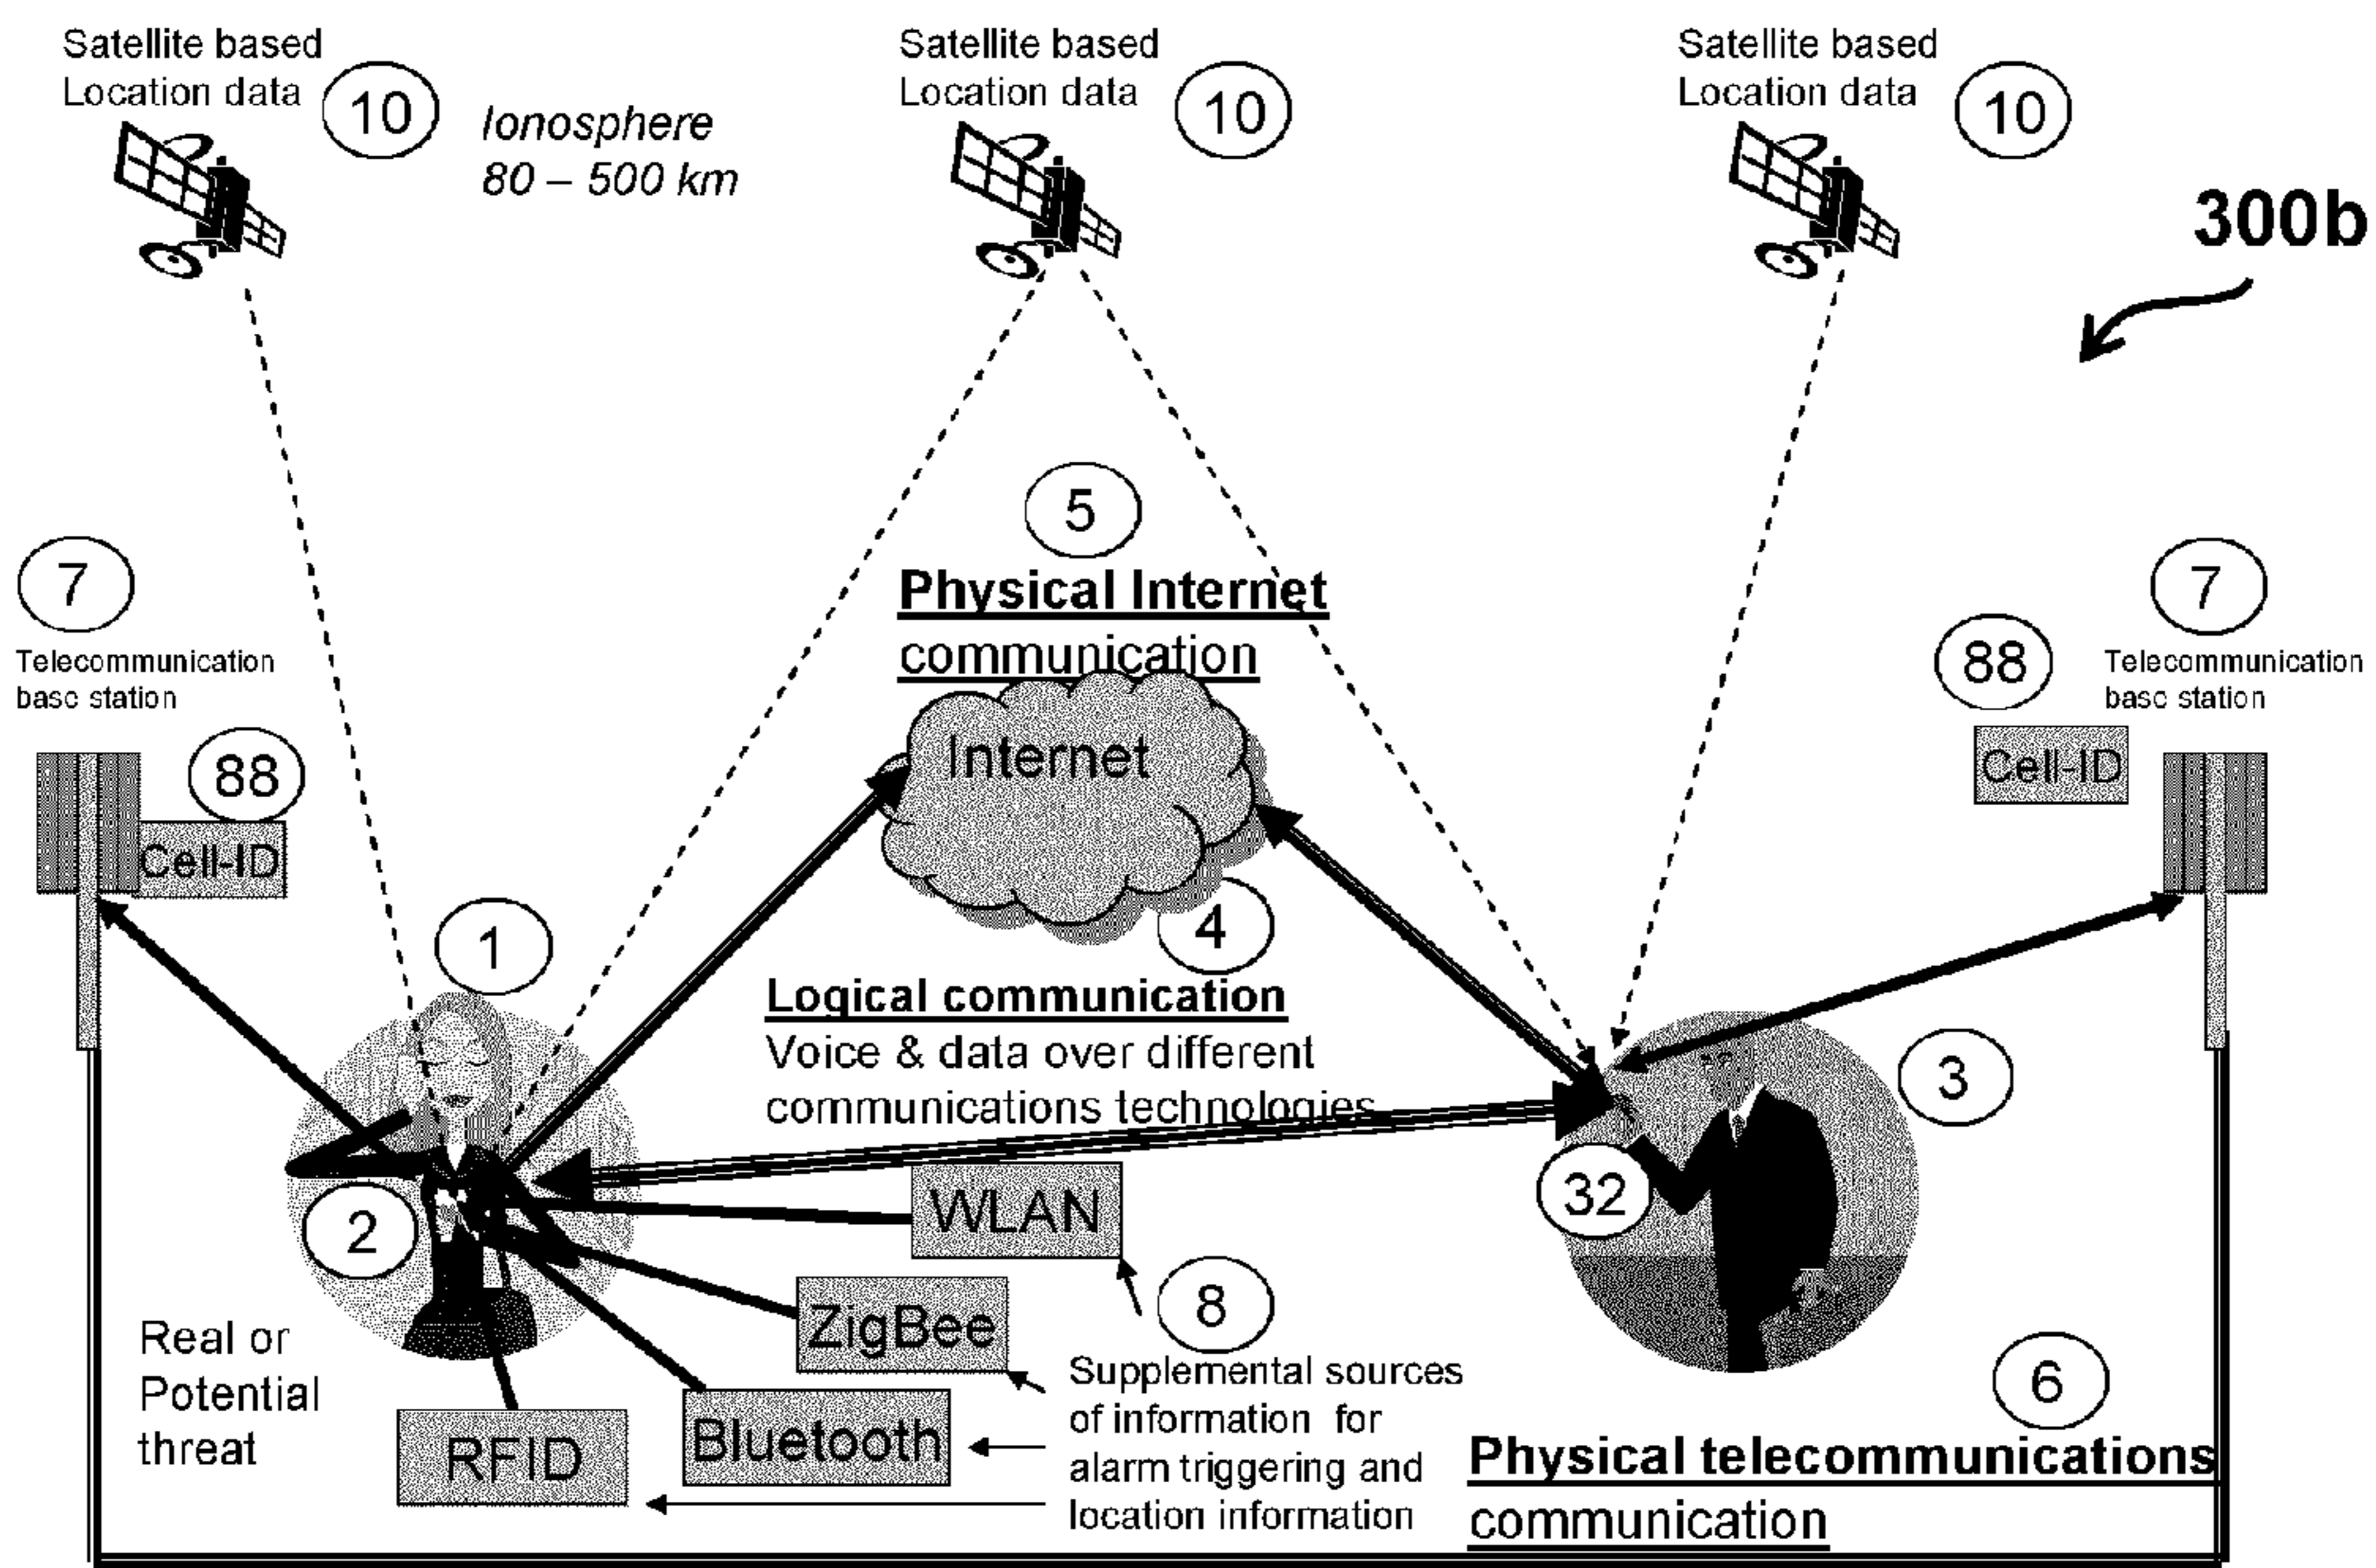 Satellite based
Location data
10
Ionosphere
80 – 500 km
Satellite based
Location data
10
Satellite based
Location data
10
300b
5
Physical Internet
communication
Internet
7
Telecommunication
base station
88
Cell-ID
7
Telecommunication
base station
88
Cell-ID
1
4
Logical communication
Voice & data over different
communications technologies
3
2
32
WLAN
ZigBee
Bluetooth
RFID
8
Supplemental sources
of information for
alarm triggering and
location information
Real or
Potential
threat
6
Physical telecommunications
communication